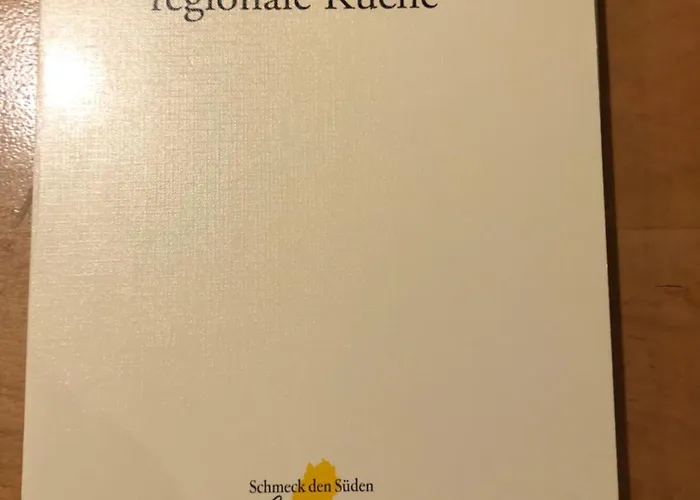 regionale Küche
Schmeck den Süden